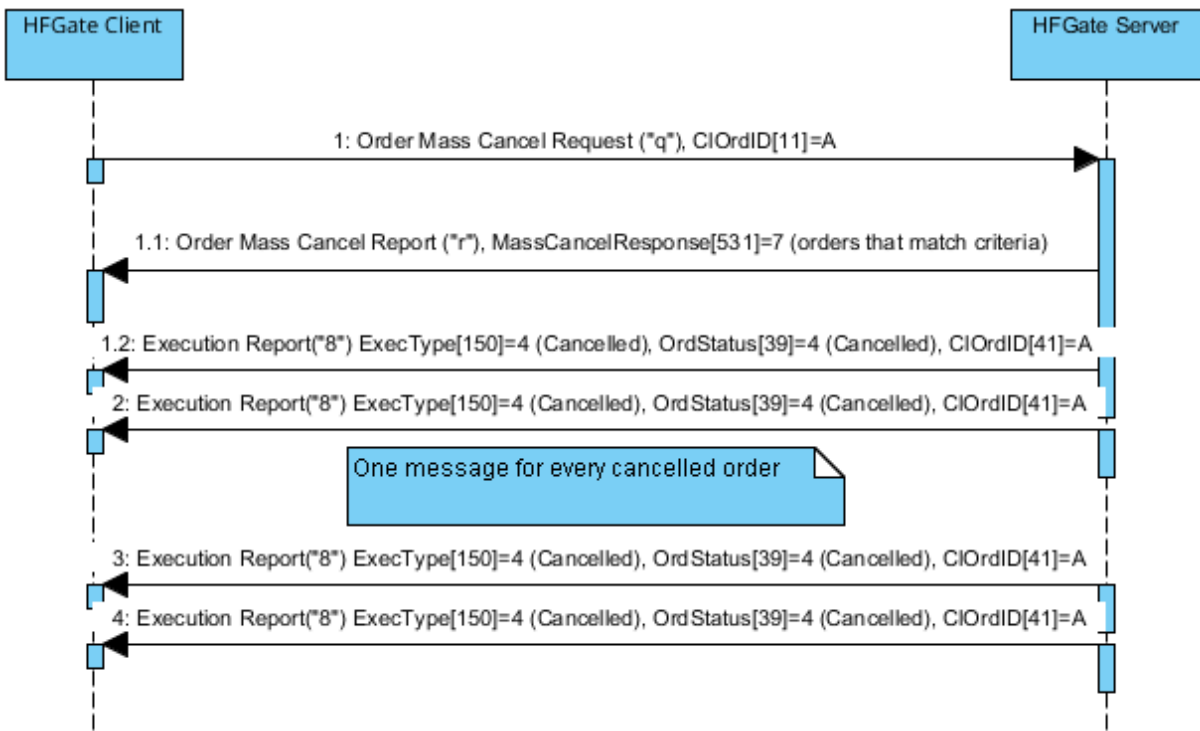 HFGate Client
HFGate Server
1: Order Mass Cancel Request ("q"), ClOrdID[11]=A
1.1: Order Mass Cancel Report ("r"), MassCancelResponse[531]=7 (orders that match criteria)
1.2: Execution Report("8") ExecType[150]=4 (Cancelled), OrdStatus[39]=4 (Cancelled), ClOrdID[41]=A
2: Execution Report("8") ExecType[150]=4 (Cancelled), OrdStatus[39]=4 (Cancelled), ClOrdID[41]=A
One message for every cancelled order
3: Execution Report("8") ExecType[150]=4 (Cancelled), OrdStatus[39]=4 (Cancelled), ClOrdID[41]=A
4: Execution Report("8") ExecType[150]=4 (Cancelled), OrdStatus[39]=4 (Cancelled), ClOrdID[41]=A